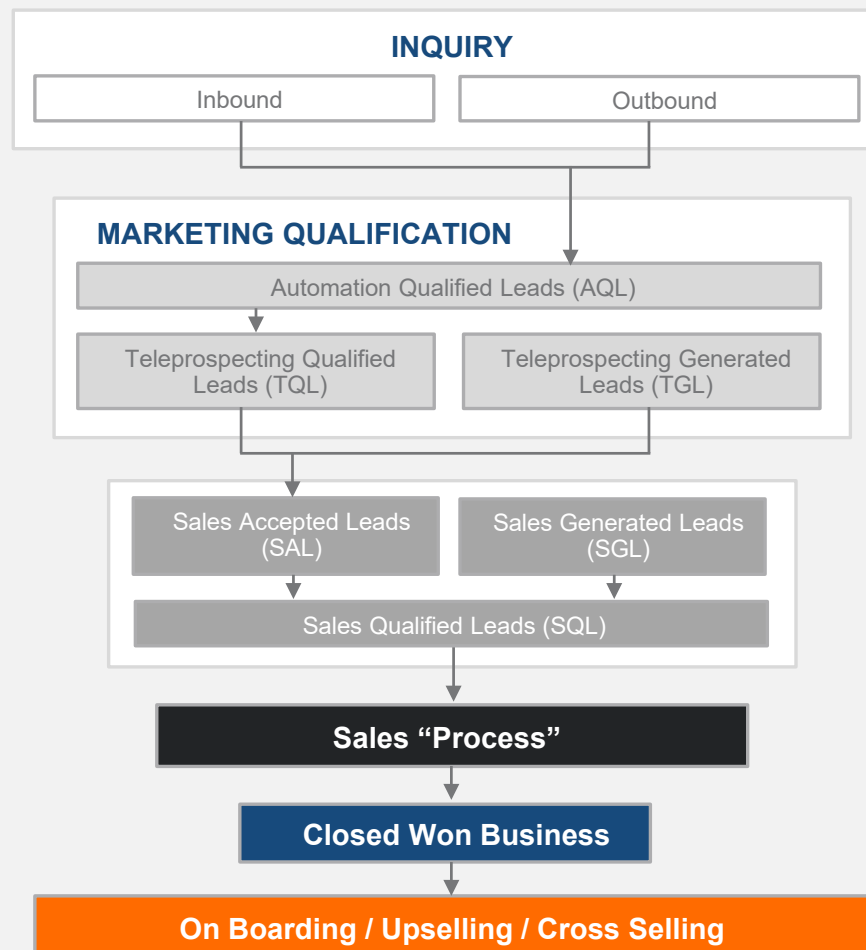 INQUIRY
Inbound
Outbound
MARKETING QUALIFICATION
Automation Qualified Leads (AQL)
Teleprospecting Qualified
Leads (TQL)
Teleprospecting Generated
Leads (TGL)
Sales Accepted Leads
(SAL)
Sales Generated Leads
(SGL)
Sales Qualified Leads (SQL)
Sales “Process”
Closed Won Business
On Boarding / Upselling / Cross Selling